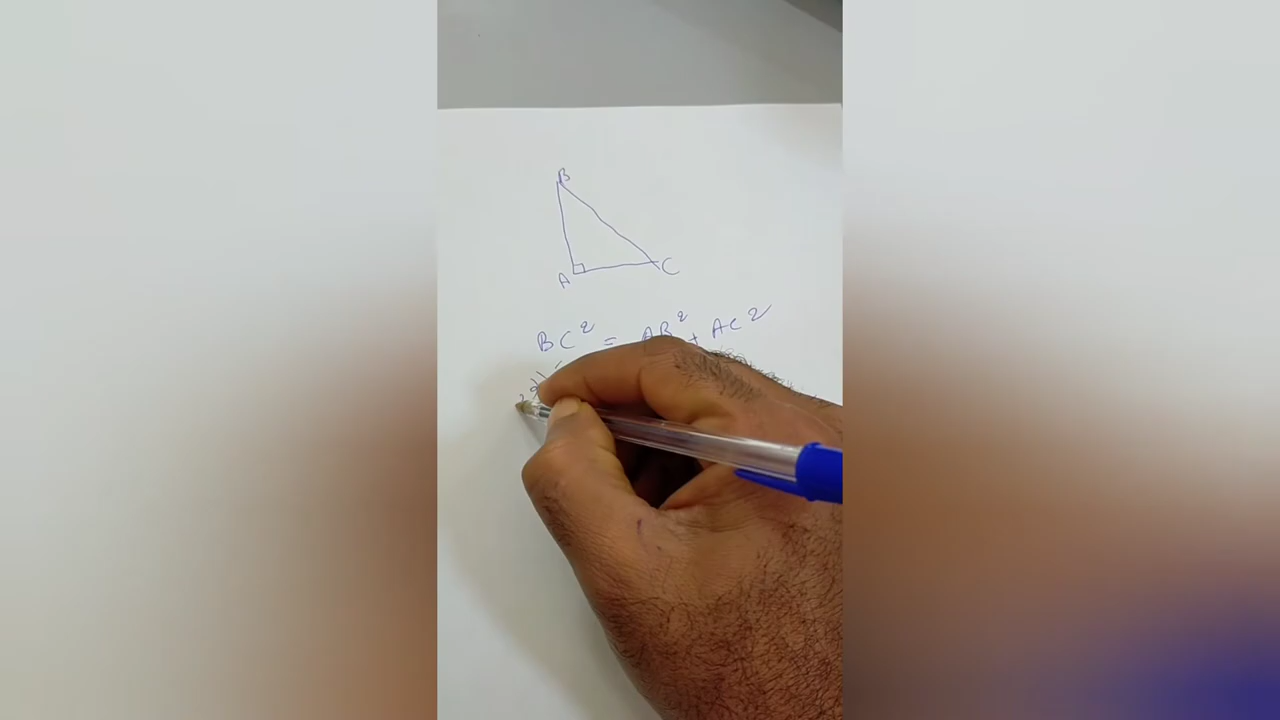 B
A
C
BC² = AB² + AC²